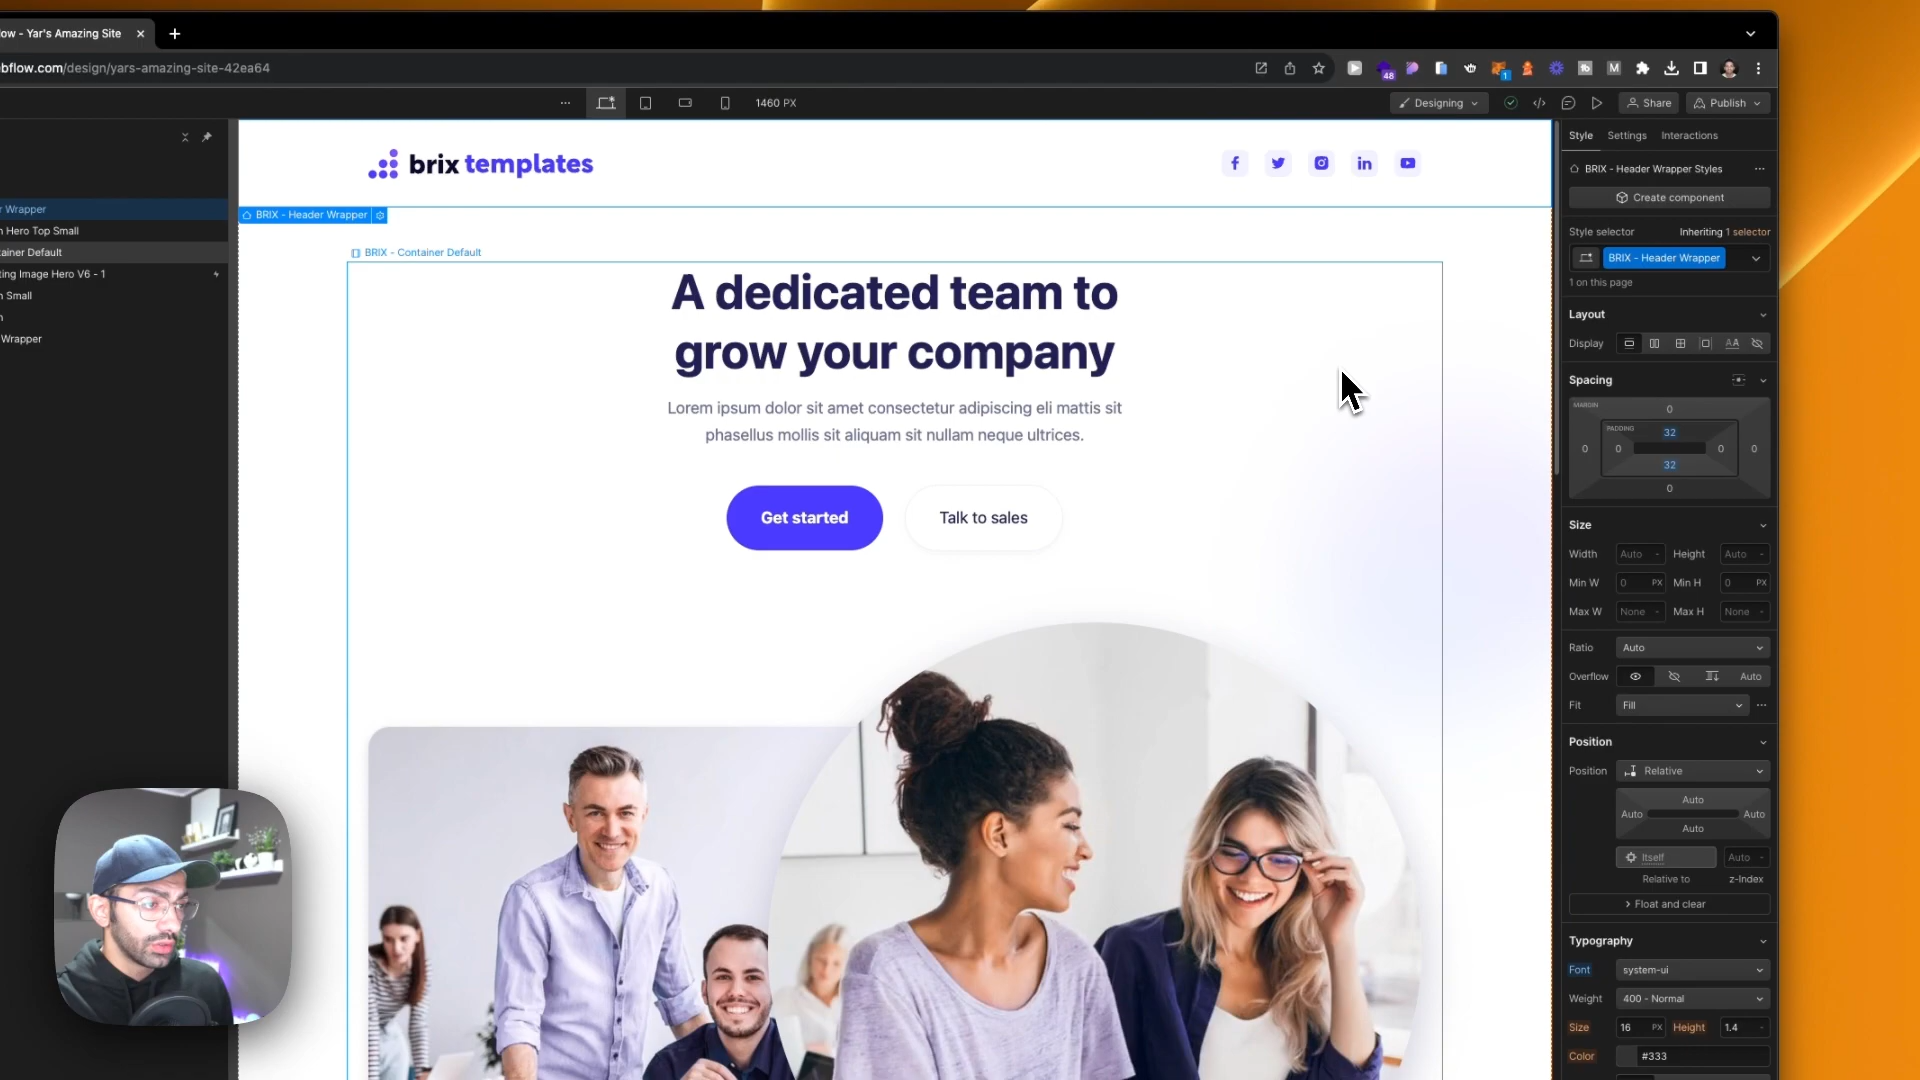 ow - Yar's Amazing Site
bflow.com/design/yars-amazing-site-42ea64
48
1
M
1460 PX
Designing
Share
Publish
r Wrapper
n Hero Top Small
ainer Default
ting Image Hero V6 - 1
n Small
n
Wrapper
brix templates
BRIX - Header Wrapper
BRIX - Container Default
A dedicated team to
grow your company
Lorem ipsum dolor sit amet consectetur adipiscing eli mattis sit
phasellus mollis sit aliquam sit nullam neque ultrices.
Get started
Talk to sales
Style Settings Interactions
BRIX - Header Wrapper Styles
Create component
Style selector Inheriting 1 selector
BRIX - Header Wrapper
1 on this page
Layout
Display
Spacing
MARGIN
0
PADDING
32
0 0 0 0
32
0
Size
Width Auto - Height Auto -
Min W 0 PX Min H 0 PX
Max W None - Max H None -
Ratio Auto
Overflow Auto
Fit Fill
Position
Position Relative
Auto
Auto Auto
Auto
Itself Auto -
Relative to z-Index
Float and clear
Typography
Font system-ui
Weight 400 - Normal
Size 16 PX Height 1.4 -
Color #333